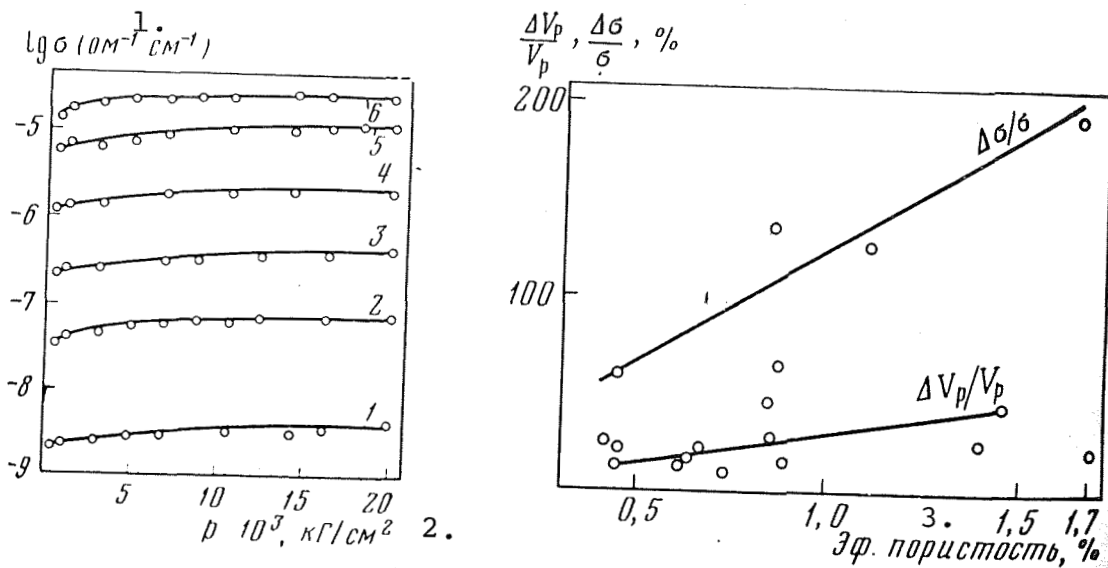 1.
lg σ (ом⁻¹ см⁻¹)
-5
-6
-7
-8
-9
6
5
4
3
2
1
5 10 15 20
p 10³, кГ/см² 2.
ΔVₚ/Vₚ, Δσ/σ, %
200
100
Δσ/σ
ΔVₚ/Vₚ
0,5 1,0 3. 1,5 1,7
Эф. пористость, %